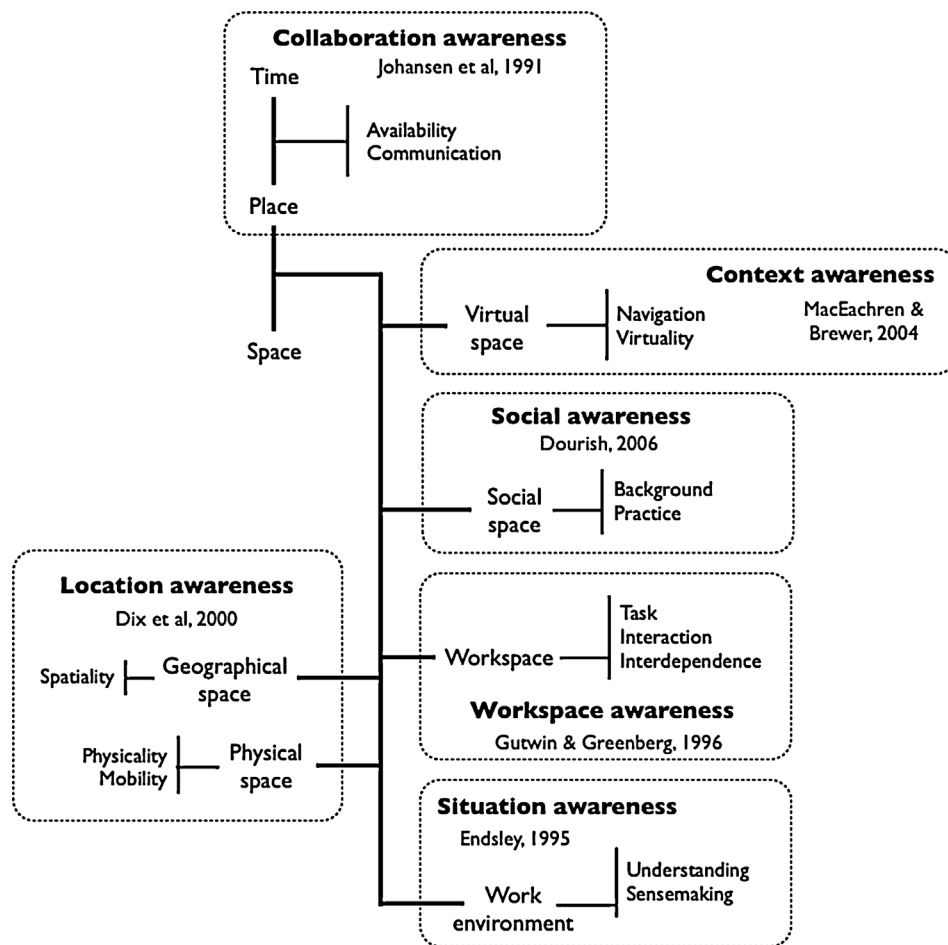 Collaboration awareness
Johansen et al, 1991
Time
Availability
Communication
Place
Space
Context awareness
MacEachren &
Brewer, 2004
Virtual
space
Navigation
Virtuality
Social awareness
Dourish, 2006
Social
space
Background
Practice
Location awareness
Dix et al, 2000
Spatiality
Geographical
space
Physicality
Mobility
Physical
space
Task
Interaction
Interdependence
Workspace
Workspace awareness
Gutwin & Greenberg, 1996
Situation awareness
Endsley, 1995
Understanding
Sensemaking
Work
environment